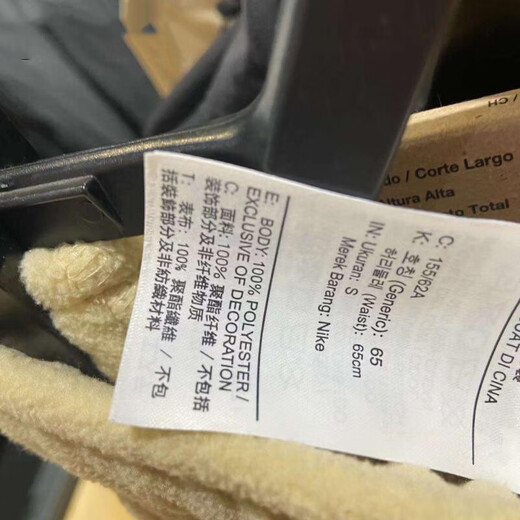 E: BODY: 100% POLYESTER /
EXCLUSIVE OF DECORATION
C: 面料: 100% 聚酯纤维 / 不包括
装饰部分及非纤维物质
T: 表布: 100% 聚酯纖維 / 不包
括裝飾部分及非紡織材料
C: 155/62A
K: 호칭 (Generic): 65
허리둘레 (Waist): 65cm
IN: Ukuran: S
Merek Barang: Nike
DI CINA
/ CH
/ Corte Largo
Altura Alta
Total